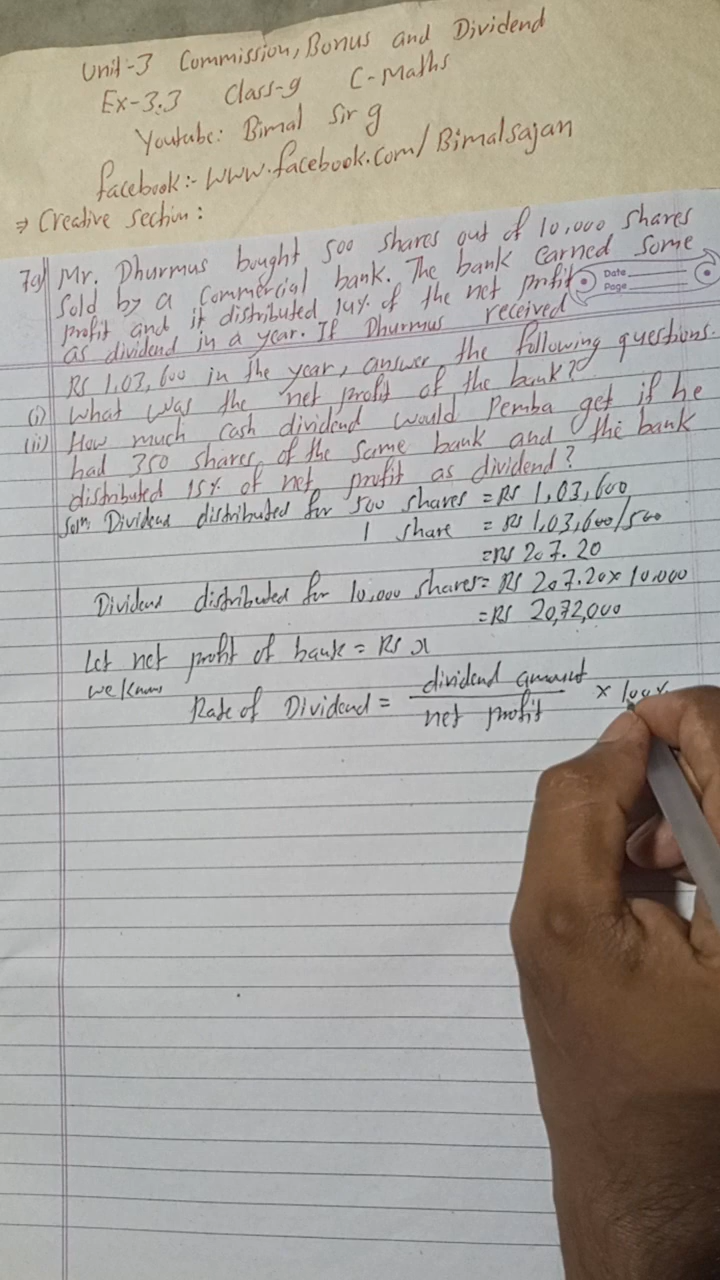 Unit-3 Commission, Bonus and Dividend
Ex-3.3 Class-9 C-Maths
Youtube: Bimal Sir g
facebook:- www.facebook.com/Bimalsajan
⇒ Creative section:
7a) Mr. Dhurmus bought 500 shares out of 10,000 shares
sold by a commercial bank. The bank earned some
profit and it distributed 14% of the net profit
as dividend in a year. If Dhurmus received
Date
Page
Rs 1,03,600 in the year, answer the following questions.
(i) What was the net profit of the bank?
(ii) How much cash dividend would Pemba get if he
had 350 shares of the same bank and the bank
distributed 15% of net profit as dividend?
Soln, Dividend distributed for 500 shares = Rs 1,03,600
1 share = Rs 1,03,600/500
= Rs 207.20
Dividend distributed for 10,000 shares = Rs 207.20 x 10,000
= Rs 20,72,000
Let net profit of bank = Rs x
we know
Rate of Dividend = dividend amount
net profit
x 100%